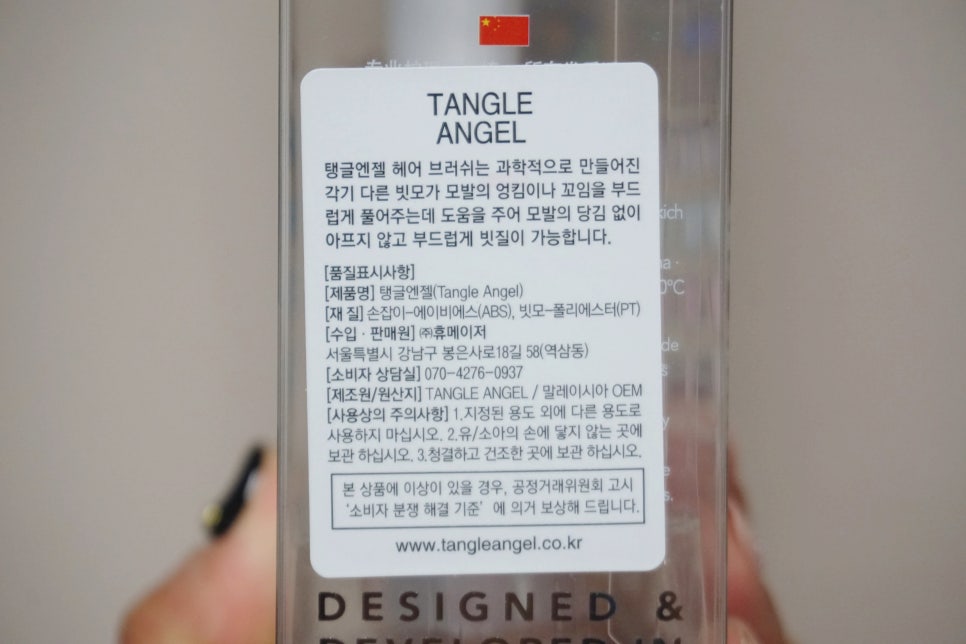 TANGLE
ANGEL
탱글엔젤 헤어 브러쉬는 과학적으로 만들어진
각기 다른 빗모가 모발의 엉킴이나 꼬임을 부드
럽게 풀어주는데 도움을 주어 모발의 당김 없이
아프지 않고 부드럽게 빗질이 가능합니다.
[품질표시사항]
[제품명] 탱글엔젤(Tangle Angel)
[재 질] 손잡이-에이비에스(ABS), 빗모-폴리에스터(PT)
[수입 · 판매원] ㈜휴메이저
서울특별시 강남구 봉은사로18길 58(역삼동)
[소비자 상담실] 070-4276-0937
[제조원/원산지] TANGLE ANGEL / 말레이시아 OEM
[사용상의 주의사항] 1.지정된 용도 외에 다른 용도로
사용하지 마십시오. 2.유/소아의 손에 닿지 않는 곳에
보관 하십시오. 3.청결하고 건조한 곳에 보관 하십시오.
본 상품에 이상이 있을 경우, 공정거래위원회 고시
'소비자 분쟁 해결 기준' 에 의거 보상해 드립니다.
www.tangleangel.co.kr
DESIGNED &
DEVELOPED IN